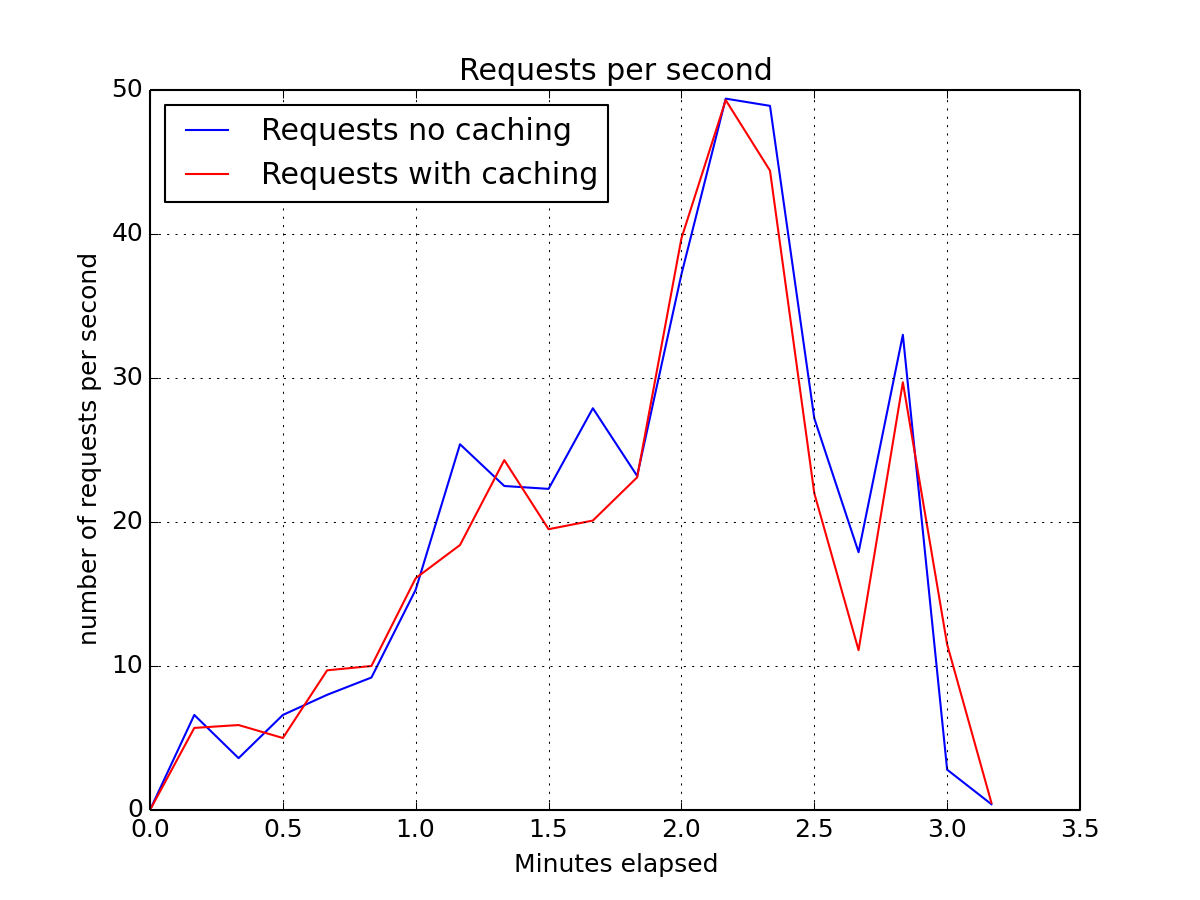 Requests per second
Requests no caching
Requests with caching
50
40
30
20
10
0
number of requests per second
0.0 0.5 1.0 1.5 2.0 2.5 3.0 3.5
Minutes elapsed